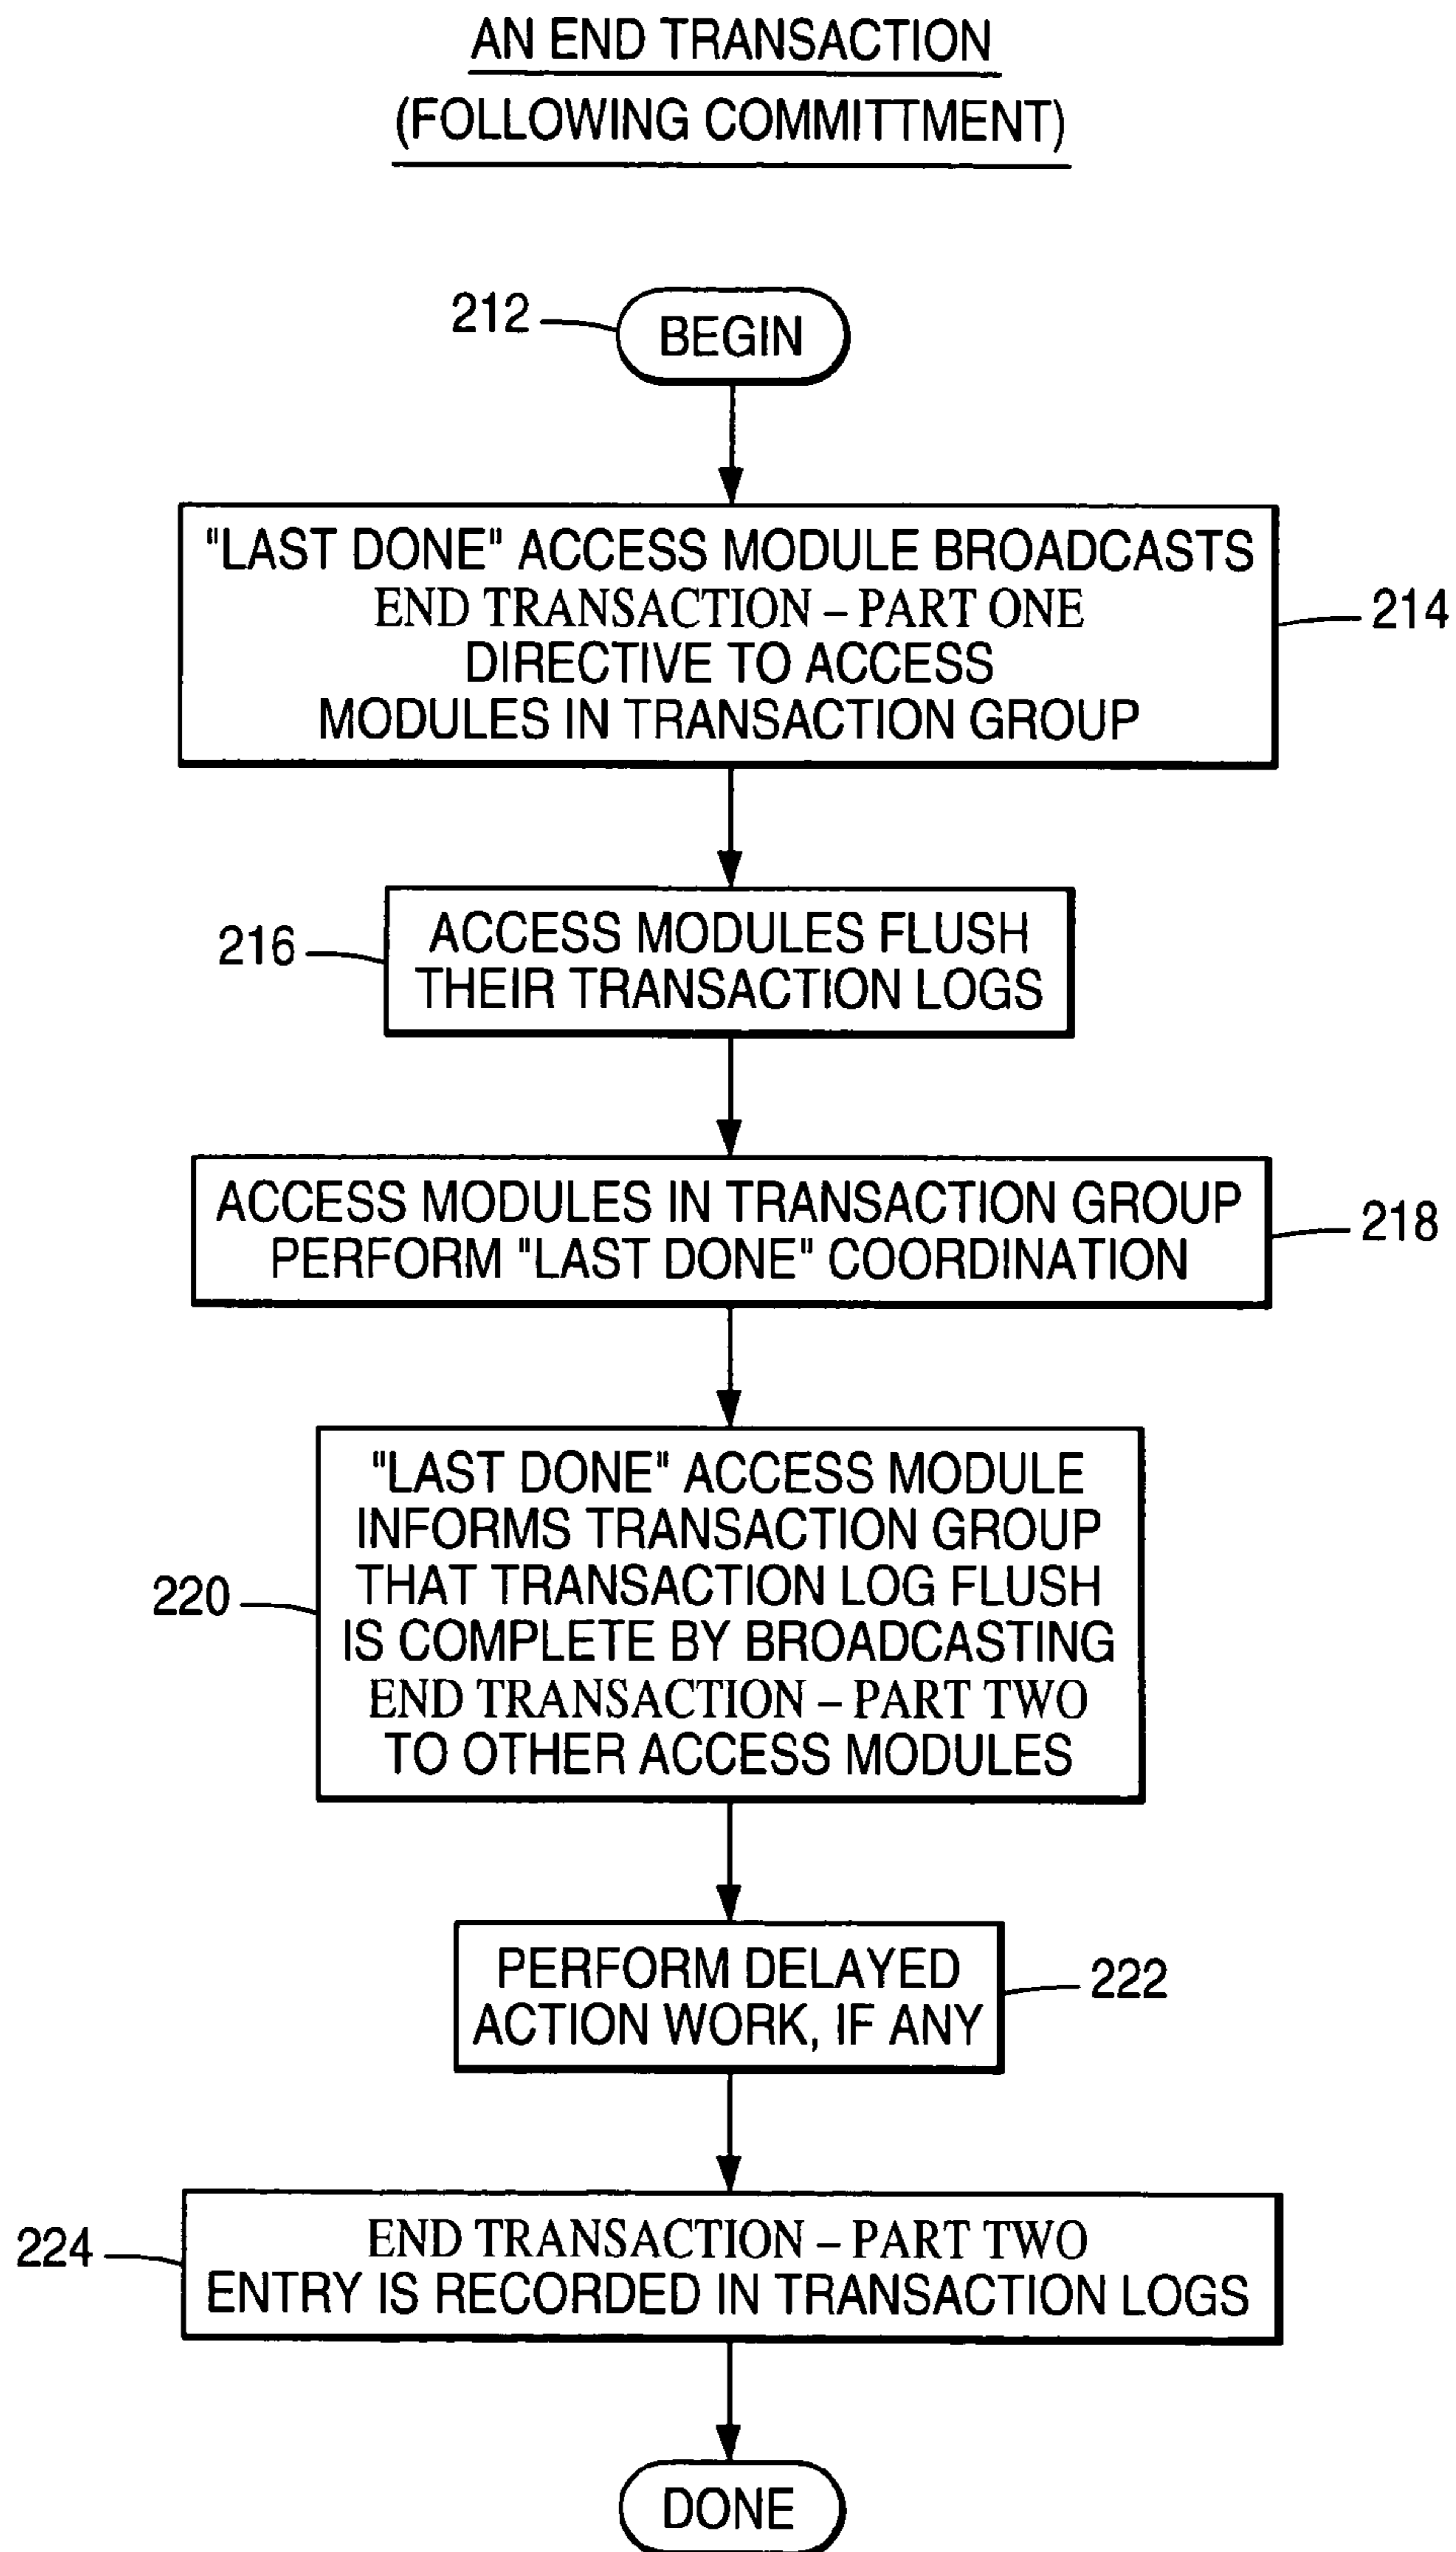 AN END TRANSACTION
(FOLLOWING COMMITTMENT)
212
BEGIN
"LAST DONE" ACCESS MODULE BROADCASTS
END TRANSACTION – PART ONE
DIRECTIVE TO ACCESS
MODULES IN TRANSACTION GROUP
214
216
ACCESS MODULES FLUSH
THEIR TRANSACTION LOGS
ACCESS MODULES IN TRANSACTION GROUP
PERFORM "LAST DONE" COORDINATION
218
"LAST DONE" ACCESS MODULE
INFORMS TRANSACTION GROUP
THAT TRANSACTION LOG FLUSH
IS COMPLETE BY BROADCASTING
END TRANSACTION – PART TWO
TO OTHER ACCESS MODULES
220
PERFORM DELAYED
ACTION WORK, IF ANY
222
224
END TRANSACTION – PART TWO
ENTRY IS RECORDED IN TRANSACTION LOGS
DONE